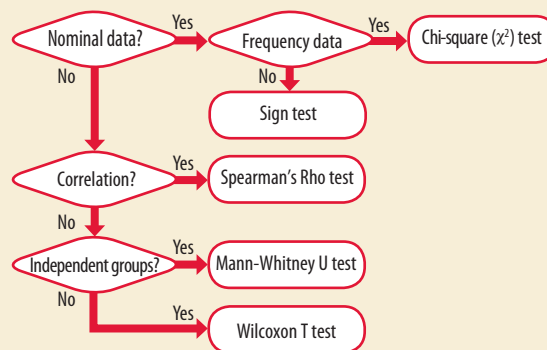 Nominal data?
Yes
Frequency data
Yes
Chi-square (χ²) test
No
No
Sign test
Correlation?
Yes
Spearman's Rho test
No
Independent groups?
Yes
Mann-Whitney U test
No
Yes
Wilcoxon T test